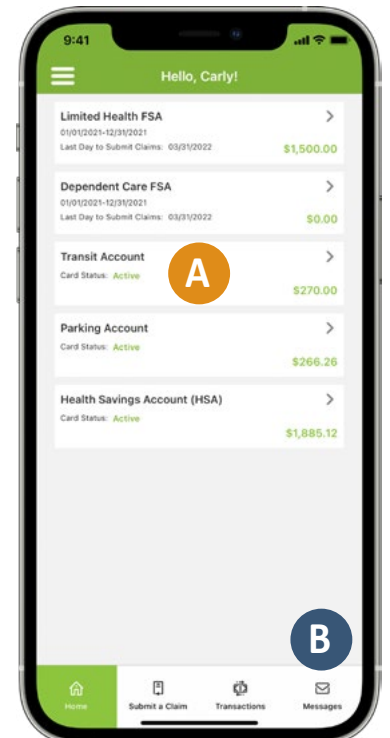 9:41
Hello, Carly!
Limited Health FSA
01/01/2021-12/31/2021
Last Day to Submit Claims: 03/31/2022
$1,500.00
Dependent Care FSA
01/01/2021-12/31/2021
Last Day to Submit Claims: 03/31/2022
$0.00
Transit Account
Card Status: Active
A
$270.00
Parking Account
Card Status: Active
$266.26
Health Savings Account (HSA)
Card Status: Active
$1,885.12
B
Home Submit a Claim Transactions Messages